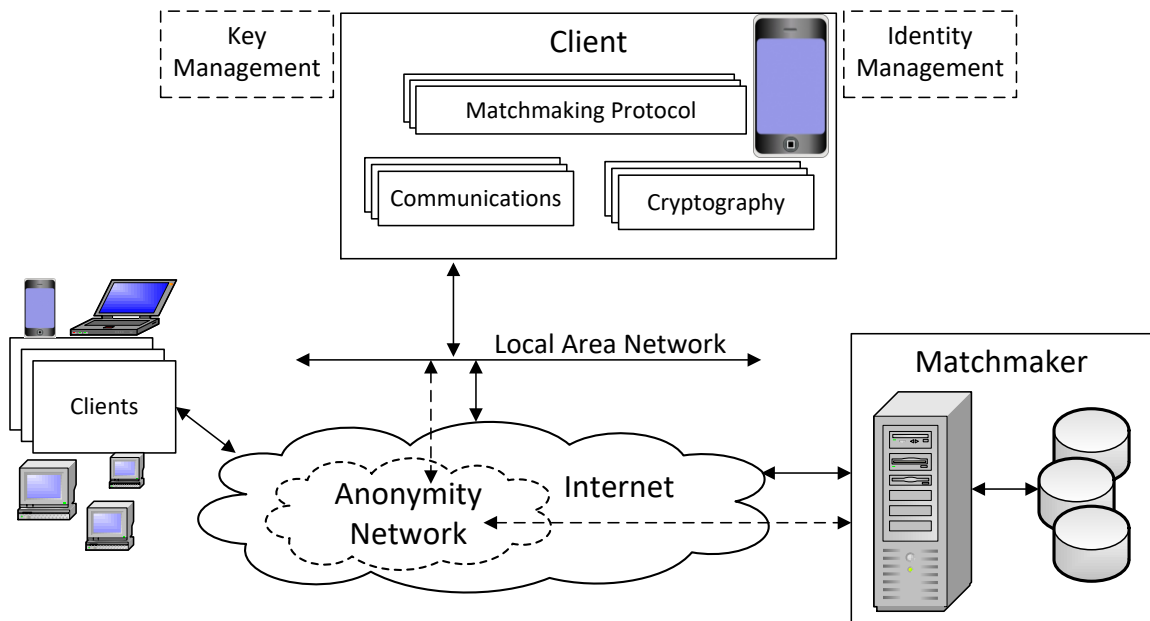 Key
Management
Client
Identity
Management
Matchmaking Protocol
Communications
Cryptography
Local Area Network
Clients
Matchmaker
Anonymity
Network
Internet